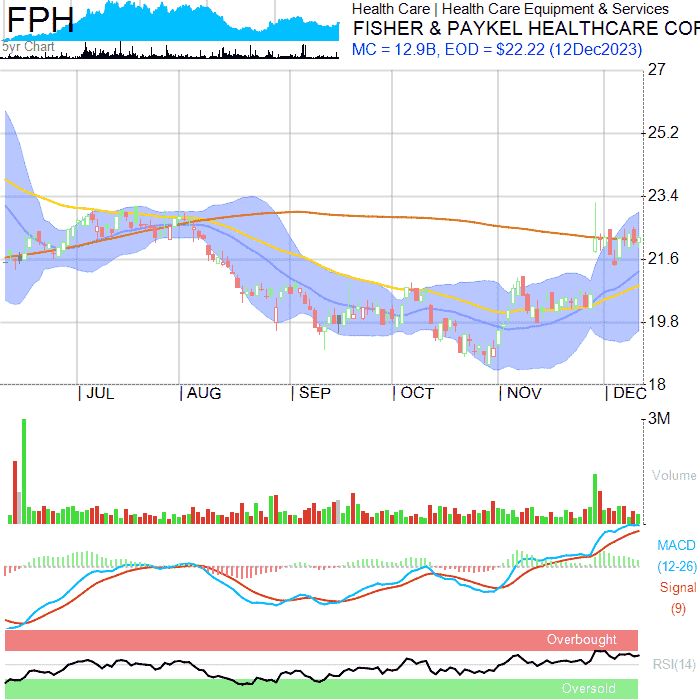 FPH
5yr Chart
Health Care | Health Care Equipment & Services
FISHER & PAYKEL HEALTHCARE COR
MC = 12.9B, EOD = $22.22 (12Dec2023)
27
25.2
23.4
21.6
19.8
18
| JUL | AUG | SEP | OCT | NOV | DEC
3M
Volume
MACD
(12-26)
Signal
(9)
Overbought
RSI(14)
Oversold